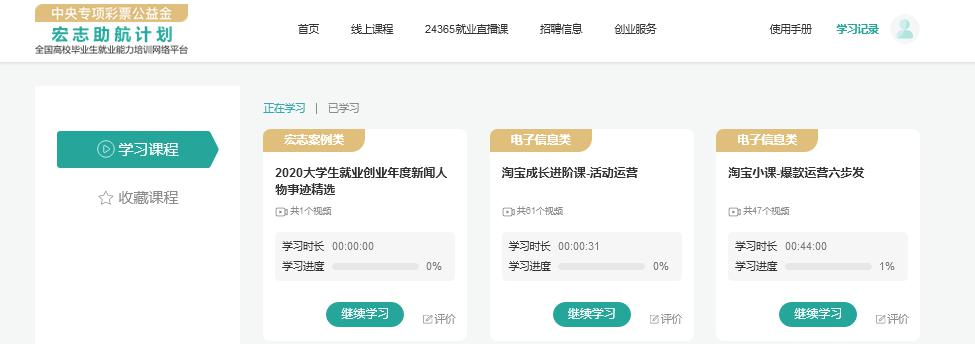 中央专项彩票公益金
宏志助航计划
全国高校毕业生就业能力培训网络平台
首页
线上课程
24365就业直播课
招聘信息
创业服务
使用手册
学习记录
学习课程
收藏课程
正在学习 | 已学习
宏志案例类
2020大学生就业创业年度新闻人
物事迹精选
共1个视频
学习时长 00:00:00
学习进度 0%
继续学习
评价
电子信息类
淘宝成长进阶课-活动运营
共61个视频
学习时长 00:00:31
学习进度 0%
继续学习
评价
电子信息类
淘宝小课-爆款运营六步发
共47个视频
学习时长 00:44:00
学习进度 1%
继续学习
评价